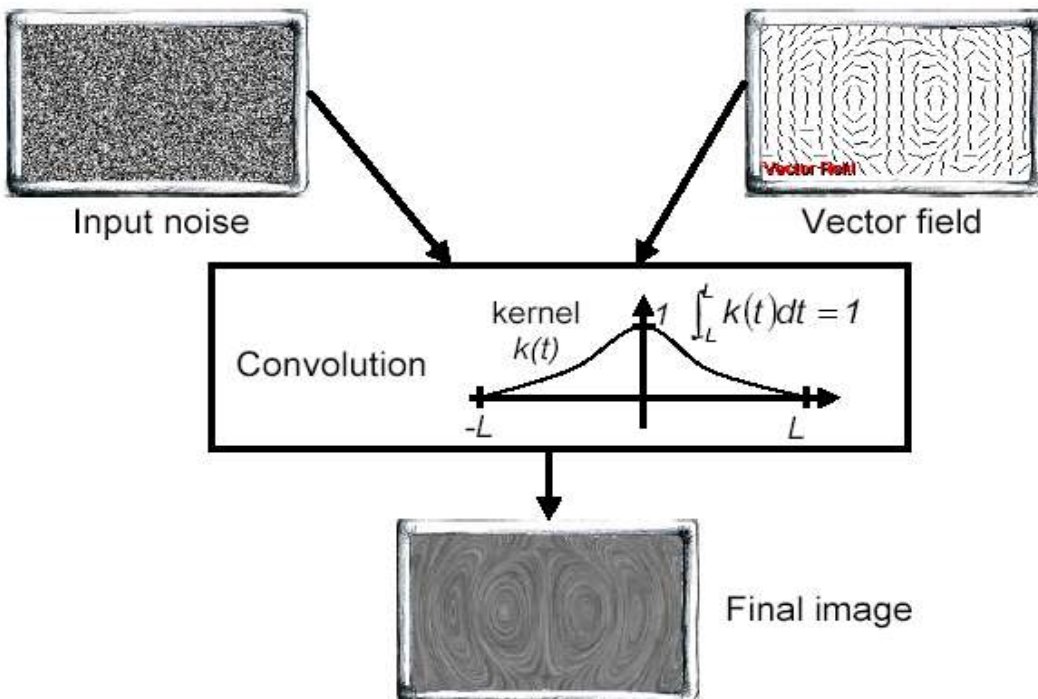 Vector Field
Input noise
Vector field
kernel
k(t)
1
∫_{-L}^{L} k(t)dt = 1
Convolution
-L
L
Final image